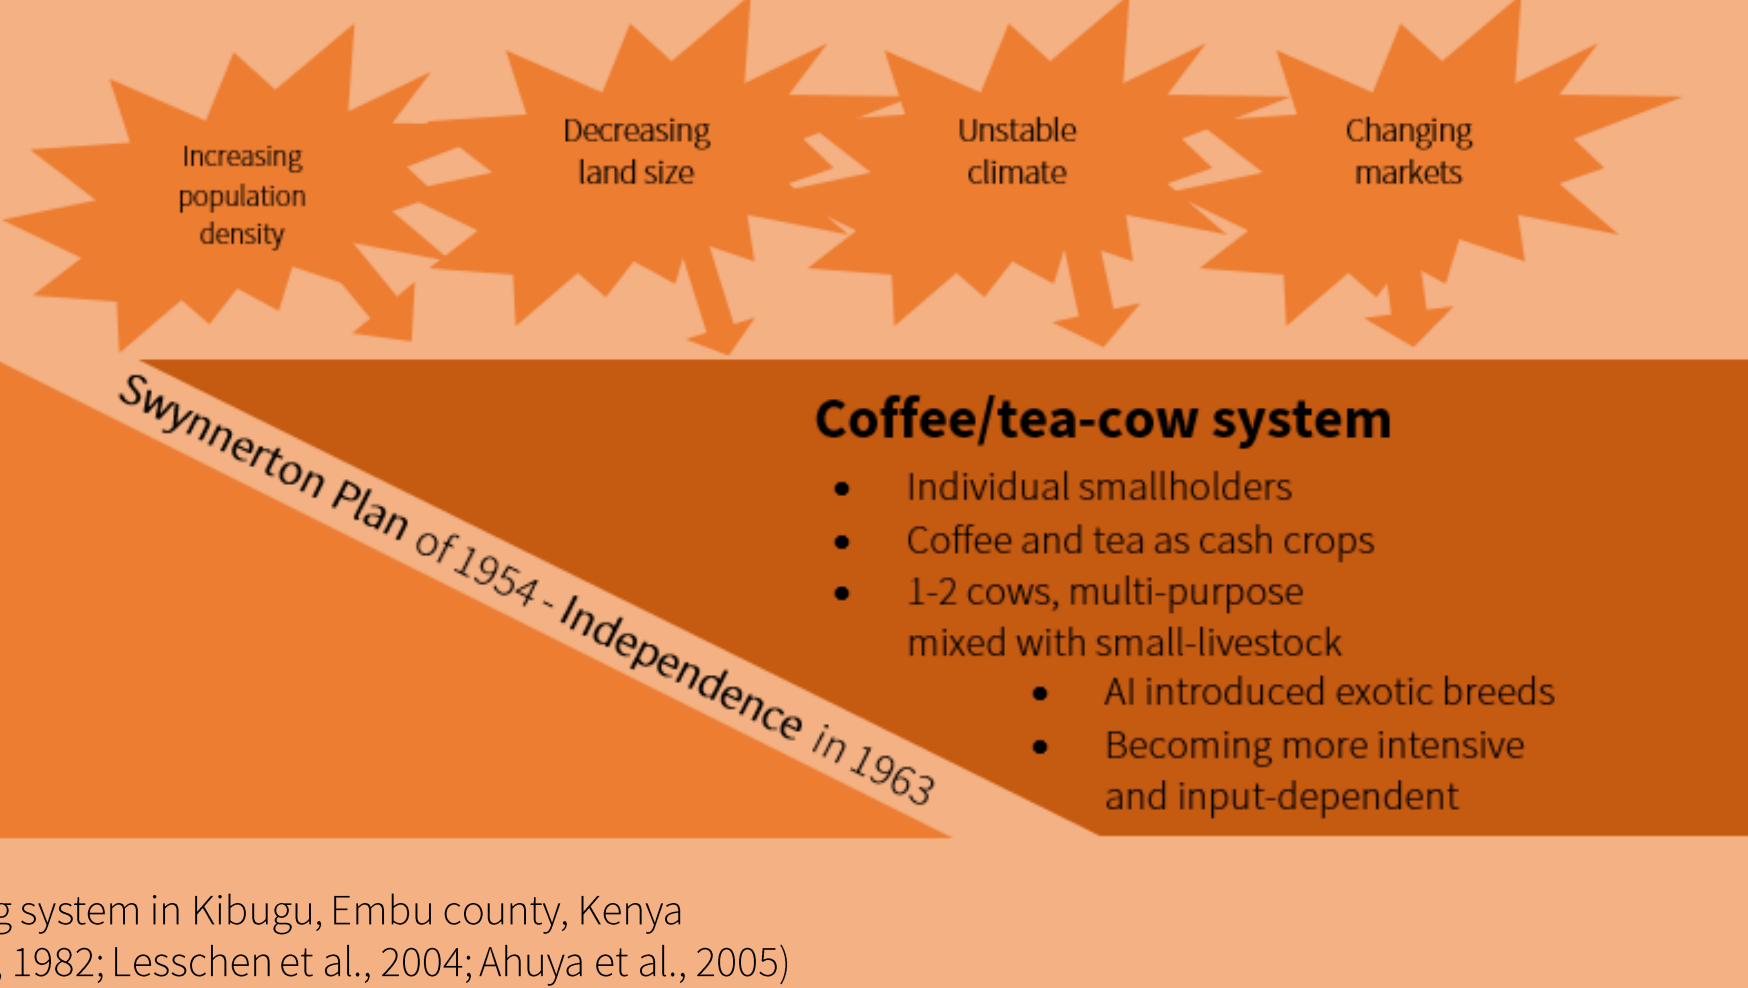 Increasing
population
density
Decreasing
land size
Unstable
climate
Changing
markets
Swynnerton Plan of 1954 - Independence in 1963
Coffee/tea-cow system
• Individual smallholders
• Coffee and tea as cash crops
• 1-2 cows, multi-purpose
mixed with small-livestock
• AI introduced exotic breeds
• Becoming more intensive
and input-dependent
g system in Kibugu, Embu county, Kenya
, 1982; Lesschen et al., 2004; Ahuya et al., 2005)